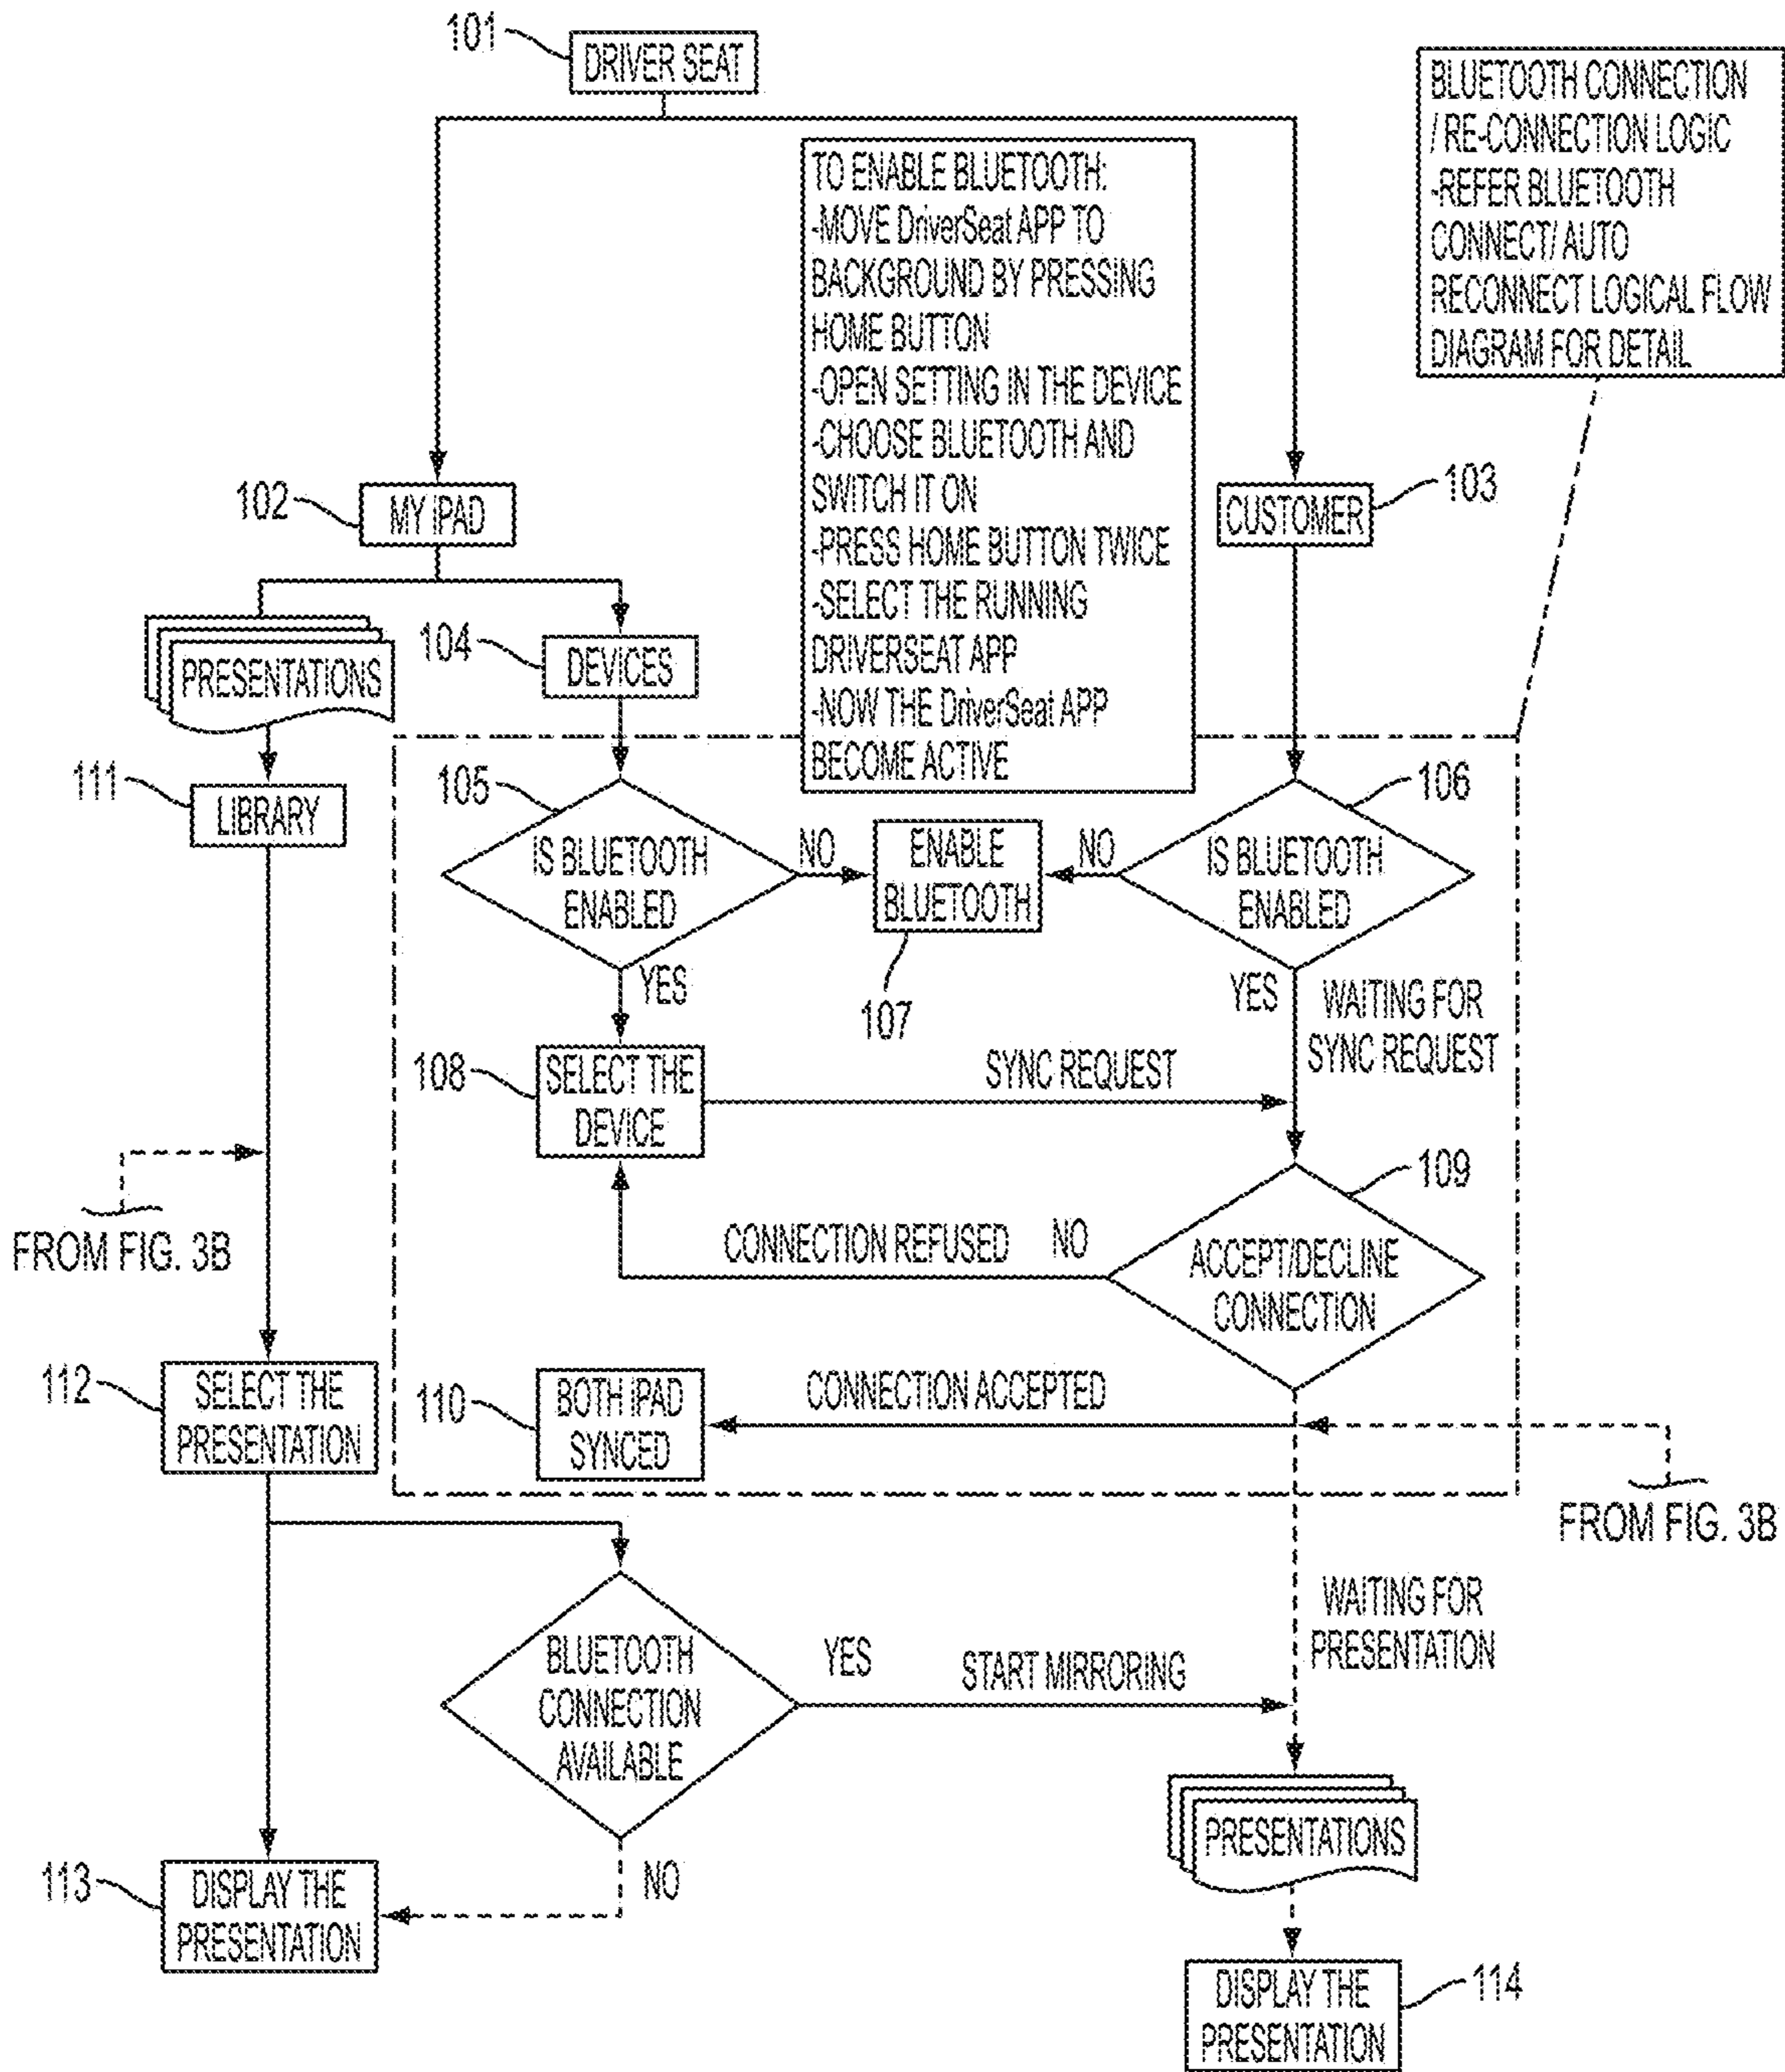 101
DRIVER SEAT
BLUETOOTH CONNECTION
/ RE-CONNECTION LOGIC
-REFER BLUETOOTH
CONNECT/ AUTO
RECONNECT LOGICAL FLOW
DIAGRAM FOR DETAIL
TO ENABLE BLUETOOTH:
-MOVE DriverSeat APP TO
BACKGROUND BY PRESSING
HOME BUTTON
-OPEN SETTING IN THE DEVICE
-CHOOSE BLUETOOTH AND
SWITCH IT ON
-PRESS HOME BUTTON TWICE
-SELECT THE RUNNING
DRIVERSEAT APP
-NOW THE DriverSeat APP
BECOME ACTIVE
102
MY iPAD
103
CUSTOMER
PRESENTATIONS
104
DEVICES
111
LIBRARY
105
IS BLUETOOTH
ENABLED
NO
ENABLE
BLUETOOTH
107
NO
106
IS BLUETOOTH
ENABLED
YES
YES
WAITING FOR
SYNC REQUEST
108
SELECT THE
DEVICE
SYNC REQUEST
FROM FIG. 3B
109
ACCEPT/DECLINE
CONNECTION
CONNECTION REFUSED
NO
112
SELECT THE
PRESENTATION
110
BOTH iPAD
SYNCED
CONNECTION ACCEPTED
FROM FIG. 3B
BLUETOOTH
CONNECTION
AVAILABLE
YES
START MIRRORING
WAITING FOR
PRESENTATION
NO
113
DISPLAY THE
PRESENTATION
PRESENTATIONS
114
DISPLAY THE
PRESENTATION